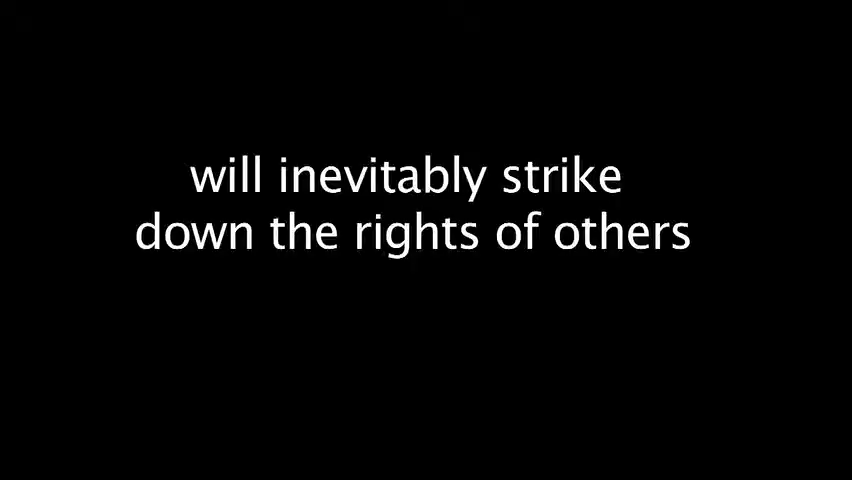 will inevitably strike
down the rights of others